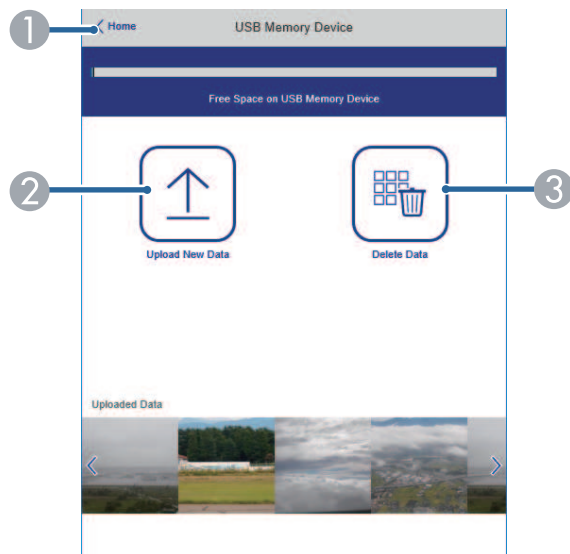 1
Home
USB Memory Device
Free Space on USB Memory Device
2
3
Upload New Data
Delete Data
Uploaded Data